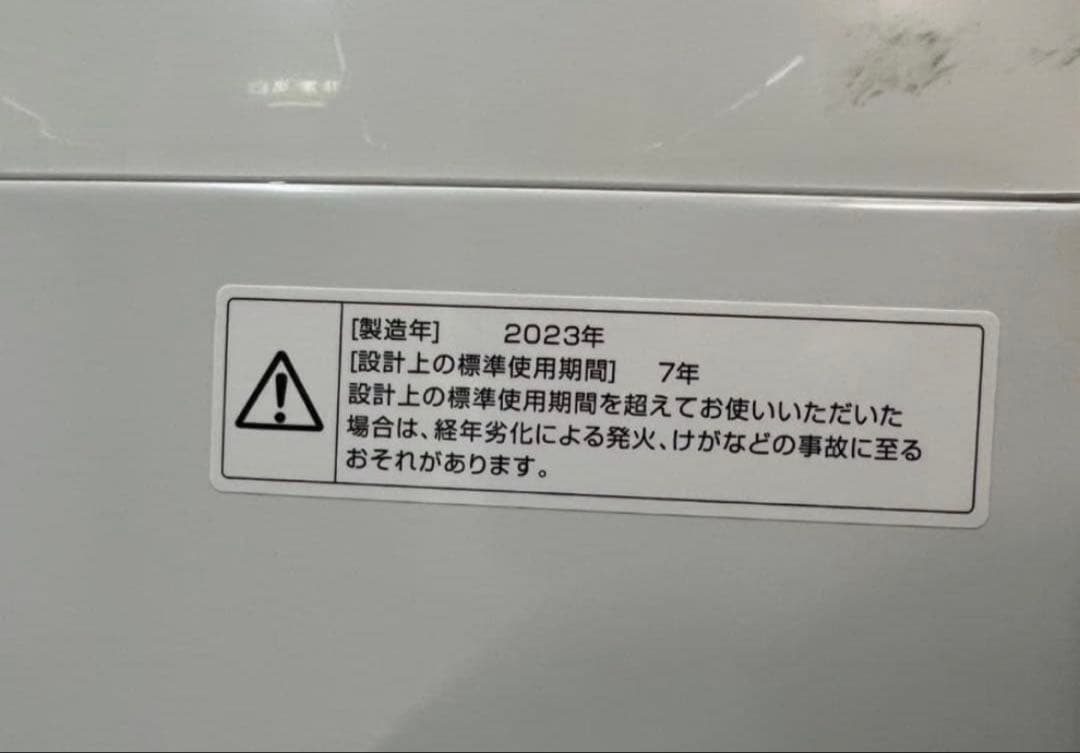 [製造年] 2023年
[設計上の標準使用期間] 7年
設計上の標準使用期間を超えてお使いいただいた
場合は、経年劣化による発火、けがなどの事故に至る
おそれがあります。